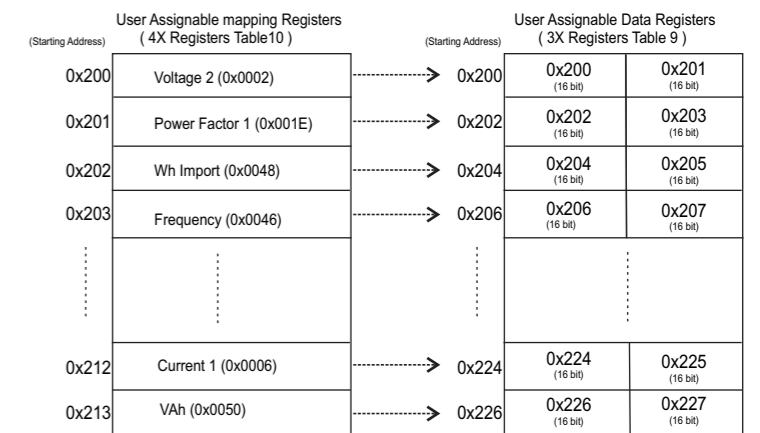 User Assignable mapping Registers
( 4X Registers Table10 )
(Starting Address)
User Assignable Data Registers
( 3X Registers Table 9 )
(Starting Address)
0x200 Voltage 2 (0x0002) 0x200 0x200 (16 bit) 0x201 (16 bit)
0x201 Power Factor 1 (0x001E) 0x202 0x202 (16 bit) 0x203 (16 bit)
0x202 Wh Import (0x0048) 0x204 0x204 (16 bit) 0x205 (16 bit)
0x203 Frequency (0x0046) 0x206 0x206 (16 bit) 0x207 (16 bit)
0x212 Current 1 (0x0006) 0x224 0x224 (16 bit) 0x225 (16 bit)
0x213 VAh (0x0050) 0x226 0x226 (16 bit) 0x227 (16 bit)